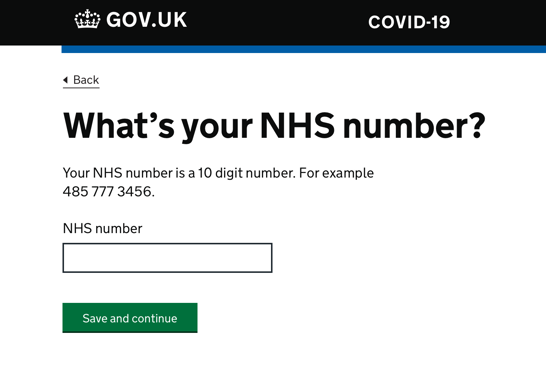 GOV.UK
COVID-19
Back
What's your NHS number?
Your NHS number is a 10 digit number. For example
485 777 3456.
NHS number
Save and continue